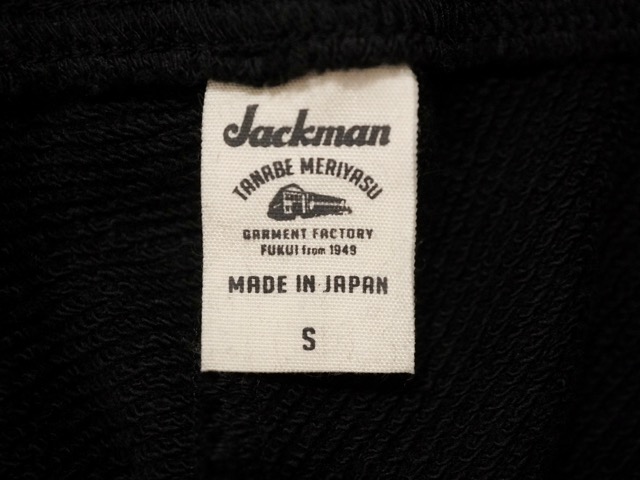 Jackman
TANABE MERIYASU
GARMENT FACTORY
FUKUI from 1949
MADE IN JAPAN
S